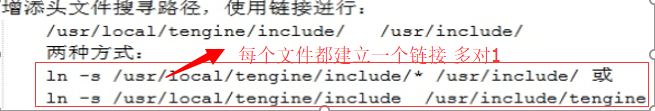 增添头文件搜寻路径，使用链接进行：
/usr/local/tengine/include/ /usr/include/
两种方式： 每个文件都建立一个链接 多对1
ln -s /usr/local/tengine/include/* /usr/include/ 或
ln -s /usr/local/tengine/include /usr/include/tengine